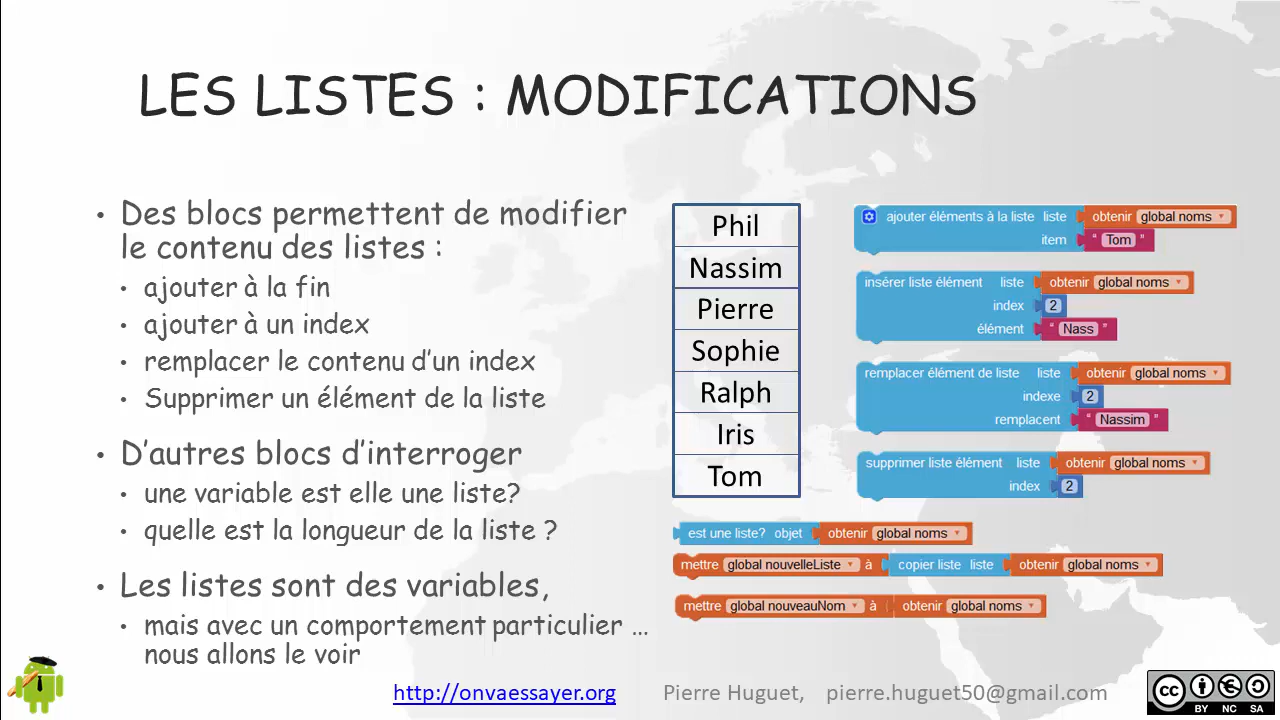 LES LISTES : MODIFICATIONS
• Des blocs permettent de modifier
le contenu des listes :
• ajouter à la fin
• ajouter à un index
• remplacer le contenu d'un index
• Supprimer un élément de la liste
• D'autres blocs d'interroger
• une variable est elle une liste?
• quelle est la longueur de la liste ?
• Les listes sont des variables,
• mais avec un comportement particulier …
nous allons le voir
Phil
Nassim
Pierre
Sophie
Ralph
Iris
Tom
ajouter éléments à la liste liste obtenir global noms
item " Tom "
insérer liste élément liste obtenir global noms
index 2
élément " Nass "
remplacer élément de liste liste obtenir global noms
indexe 2
remplacent " Nassim "
supprimer liste élément liste obtenir global noms
index 2
est une liste? objet obtenir global noms
mettre global nouvelleListe à copier liste liste obtenir global noms
mettre global nouveauNom à obtenir global noms
http://onvaessayer.org Pierre Huguet, pierre.huguet50@gmail.com
cc BY NC SA